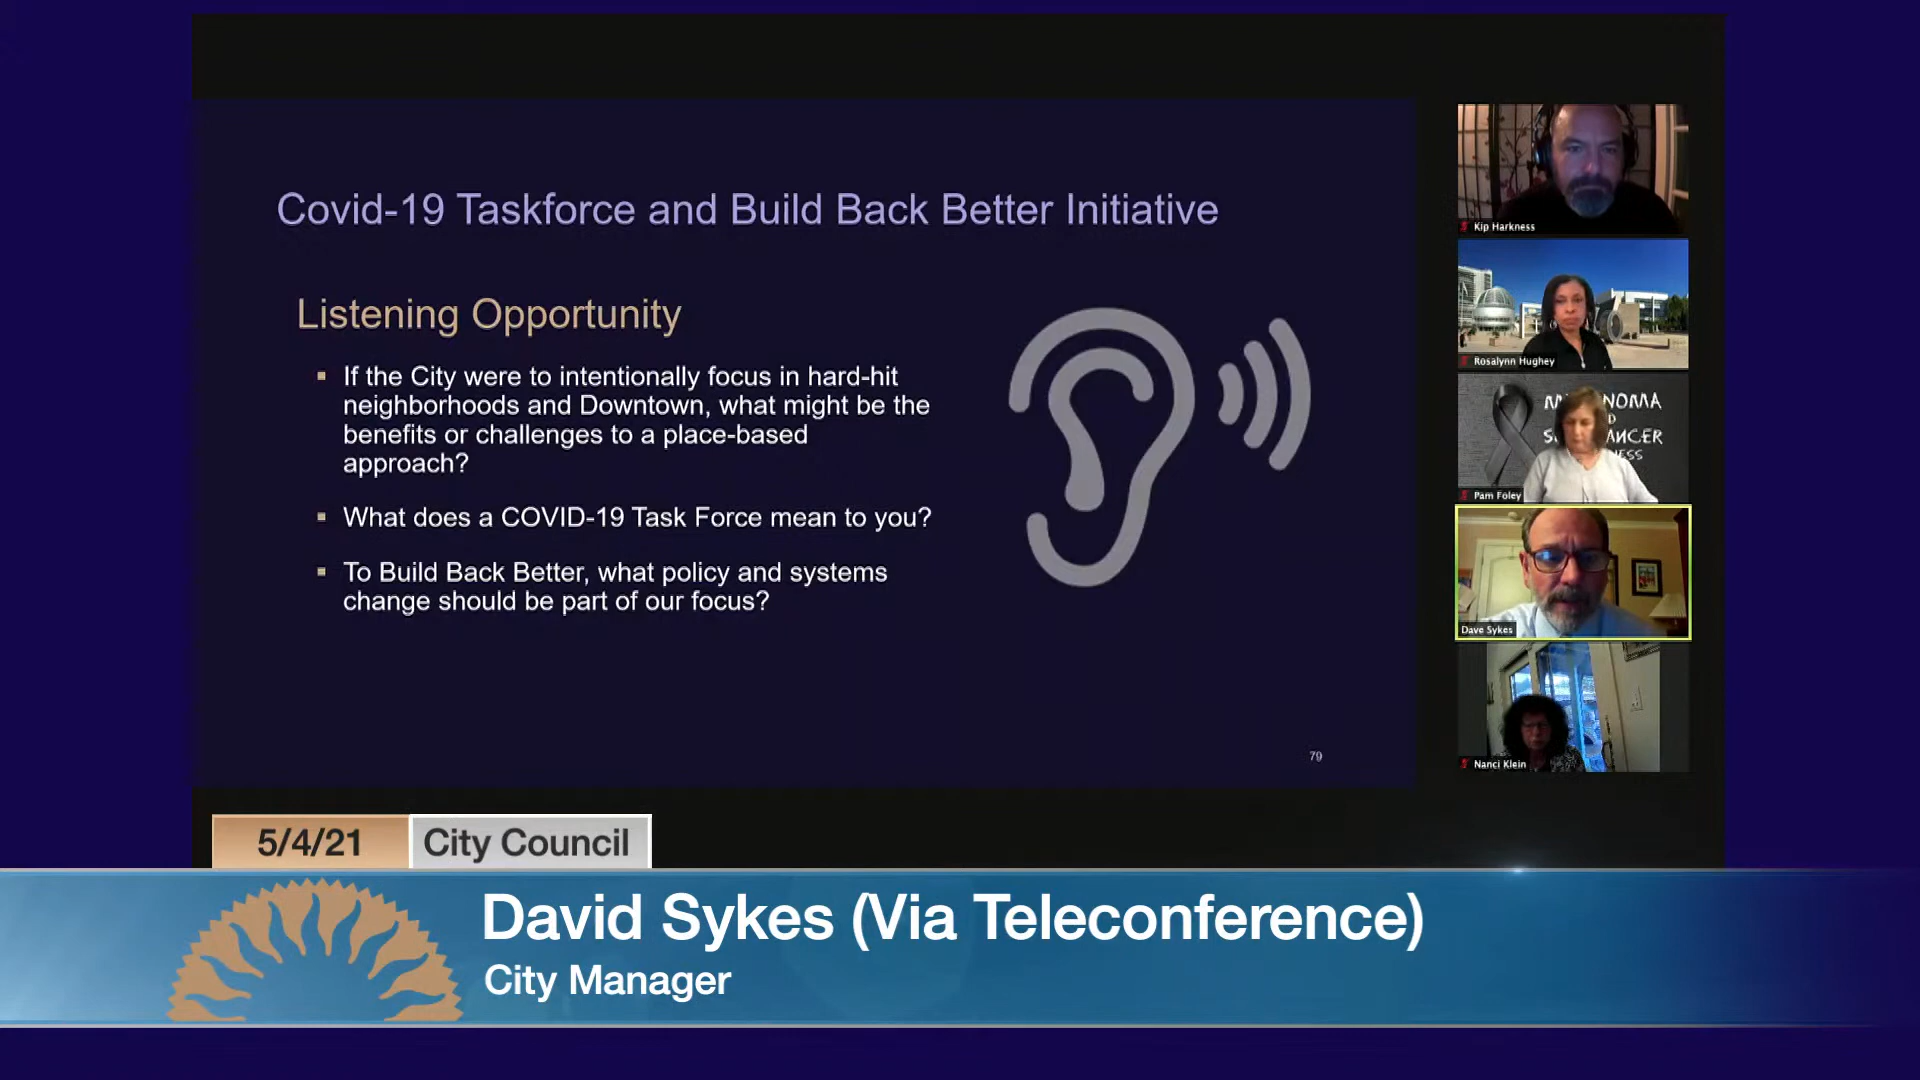 Covid-19 Taskforce and Build Back Better Initiative
Listening Opportunity
If the City were to intentionally focus in hard-hit
neighborhoods and Downtown, what might be the
benefits or challenges to a place-based
approach?
What does a COVID-19 Task Force mean to you?
To Build Back Better, what policy and systems
change should be part of our focus?
79
Kip Harkness
Rosalynn Hughey
Pam Foley
Dave Sykes
Nanci Klein
5/4/21
City Council
David Sykes (Via Teleconference)
City Manager